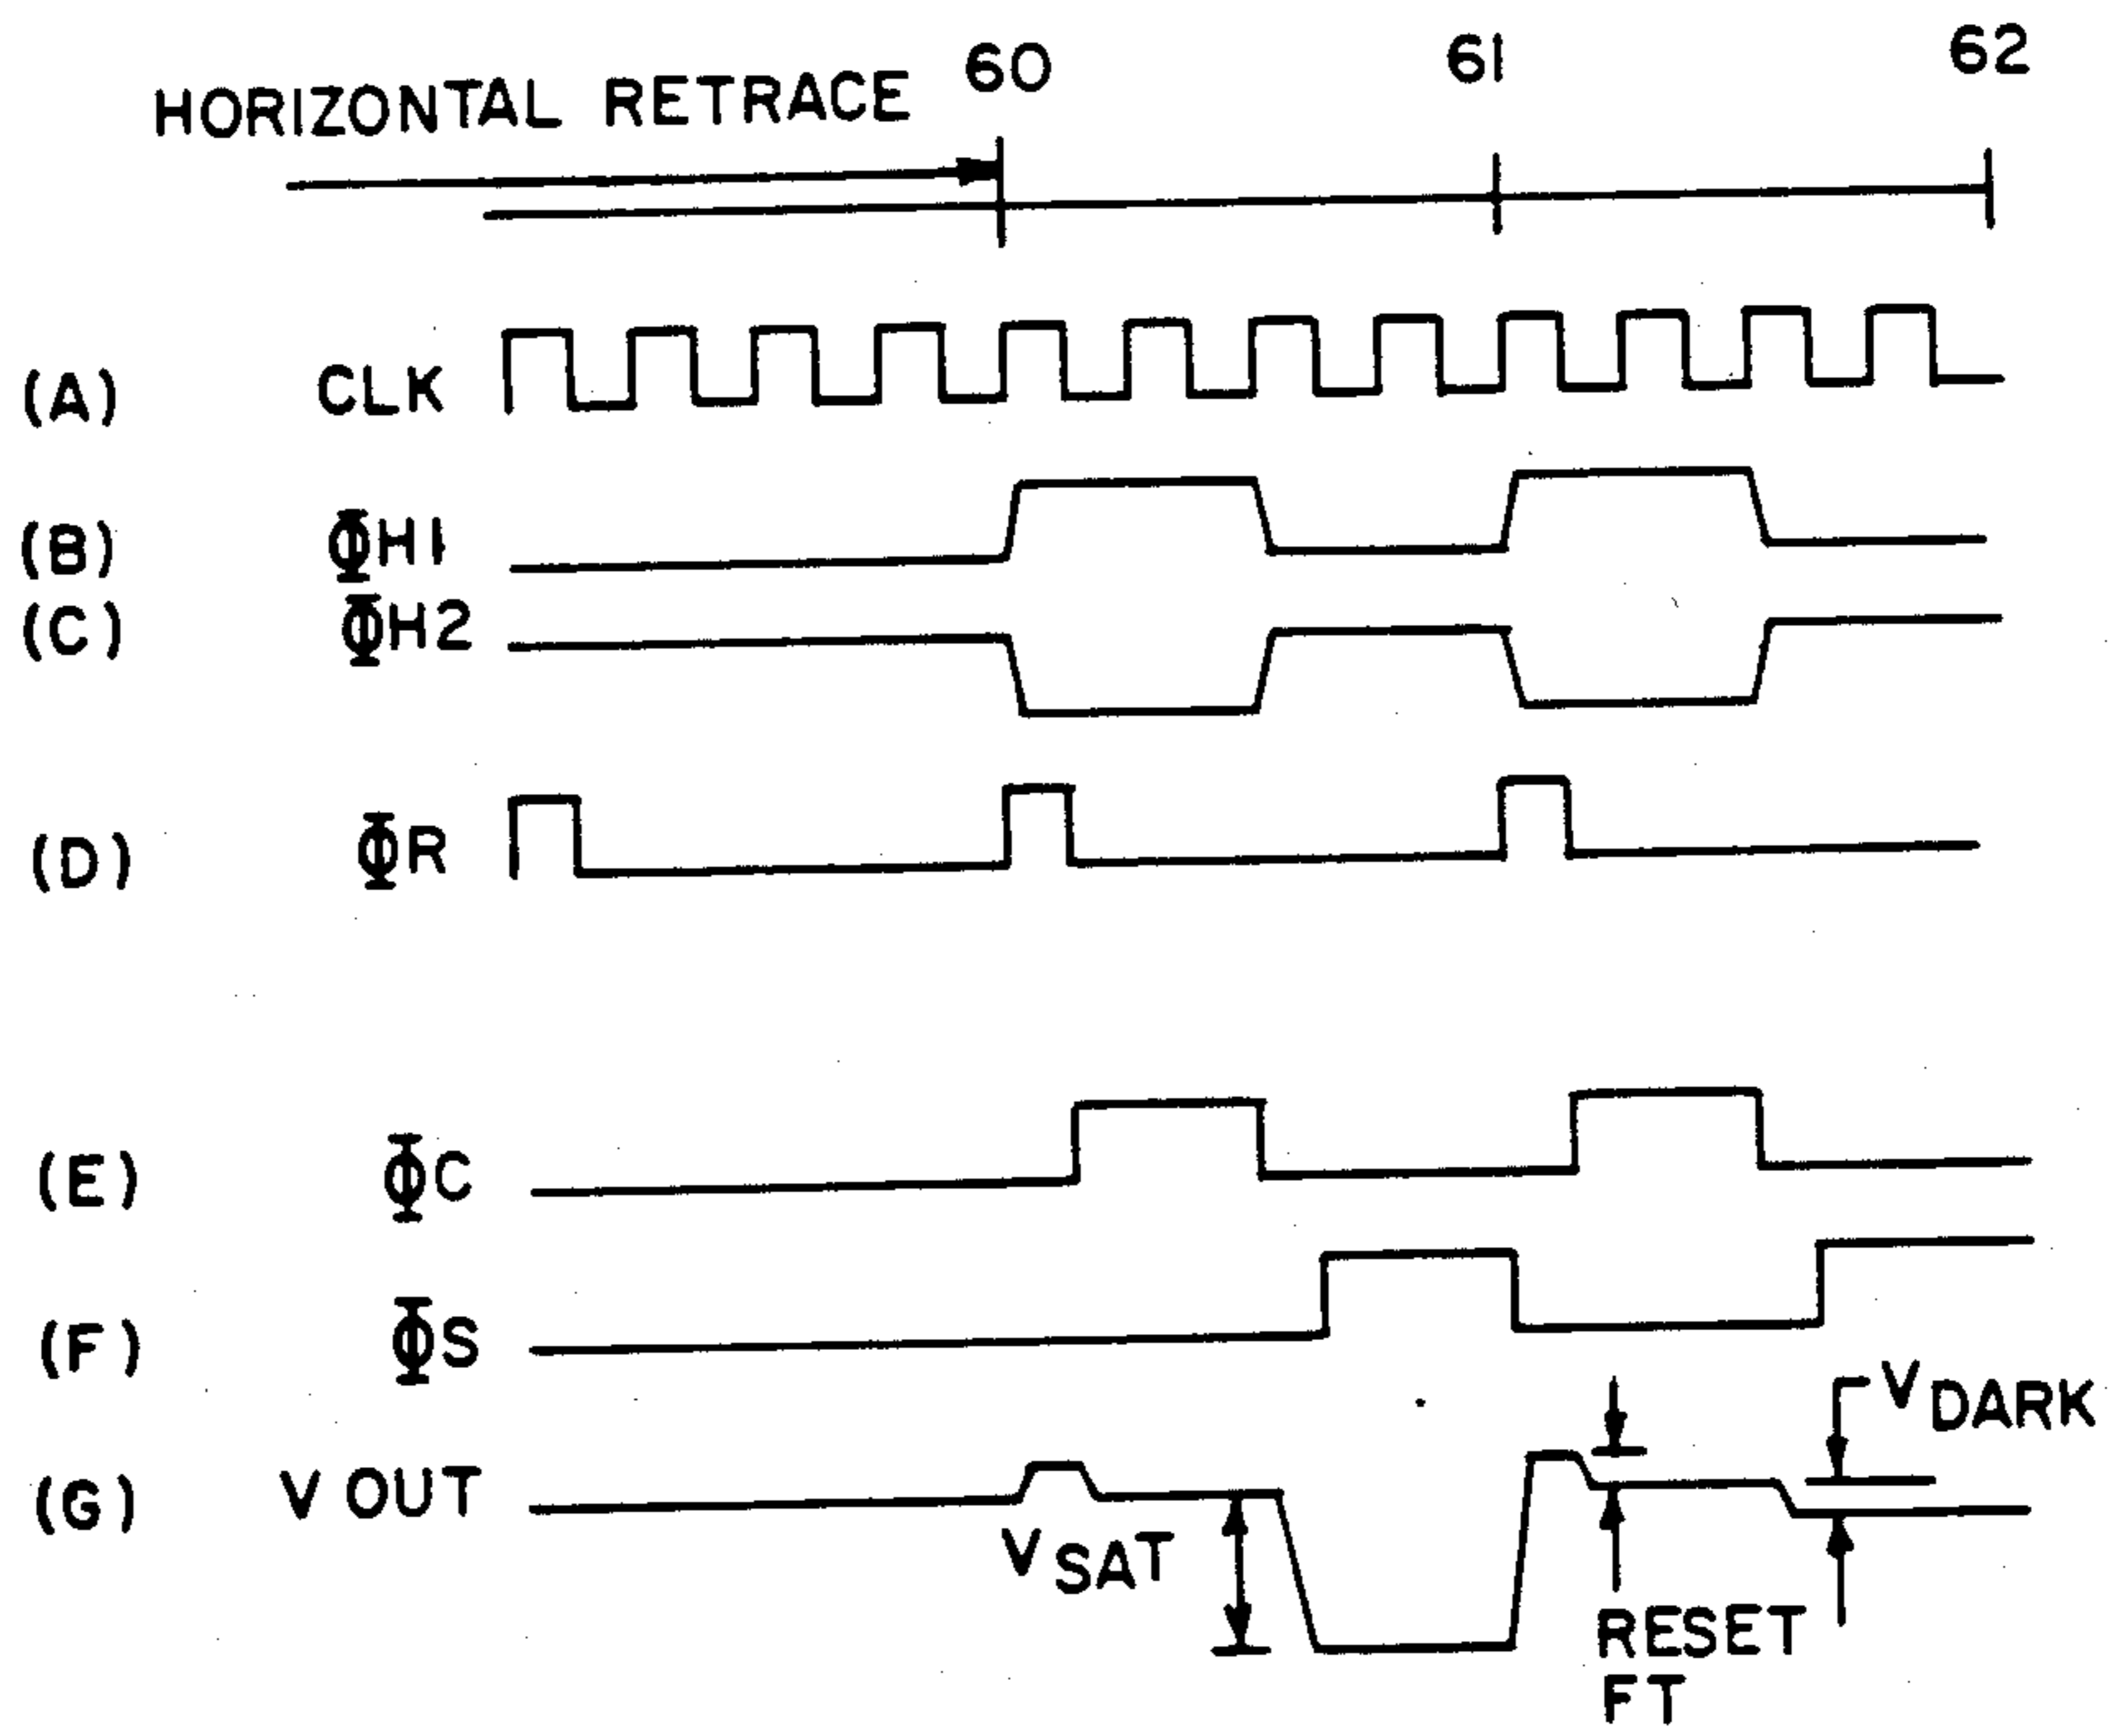 60 61 62
HORIZONTAL RETRACE
(A) CLK
(B) ΦH1
(C) ΦH2
(D) ΦR
(E) ΦC
(F) ΦS
VDARK
(G) V OUT
VSAT
RESET
FT